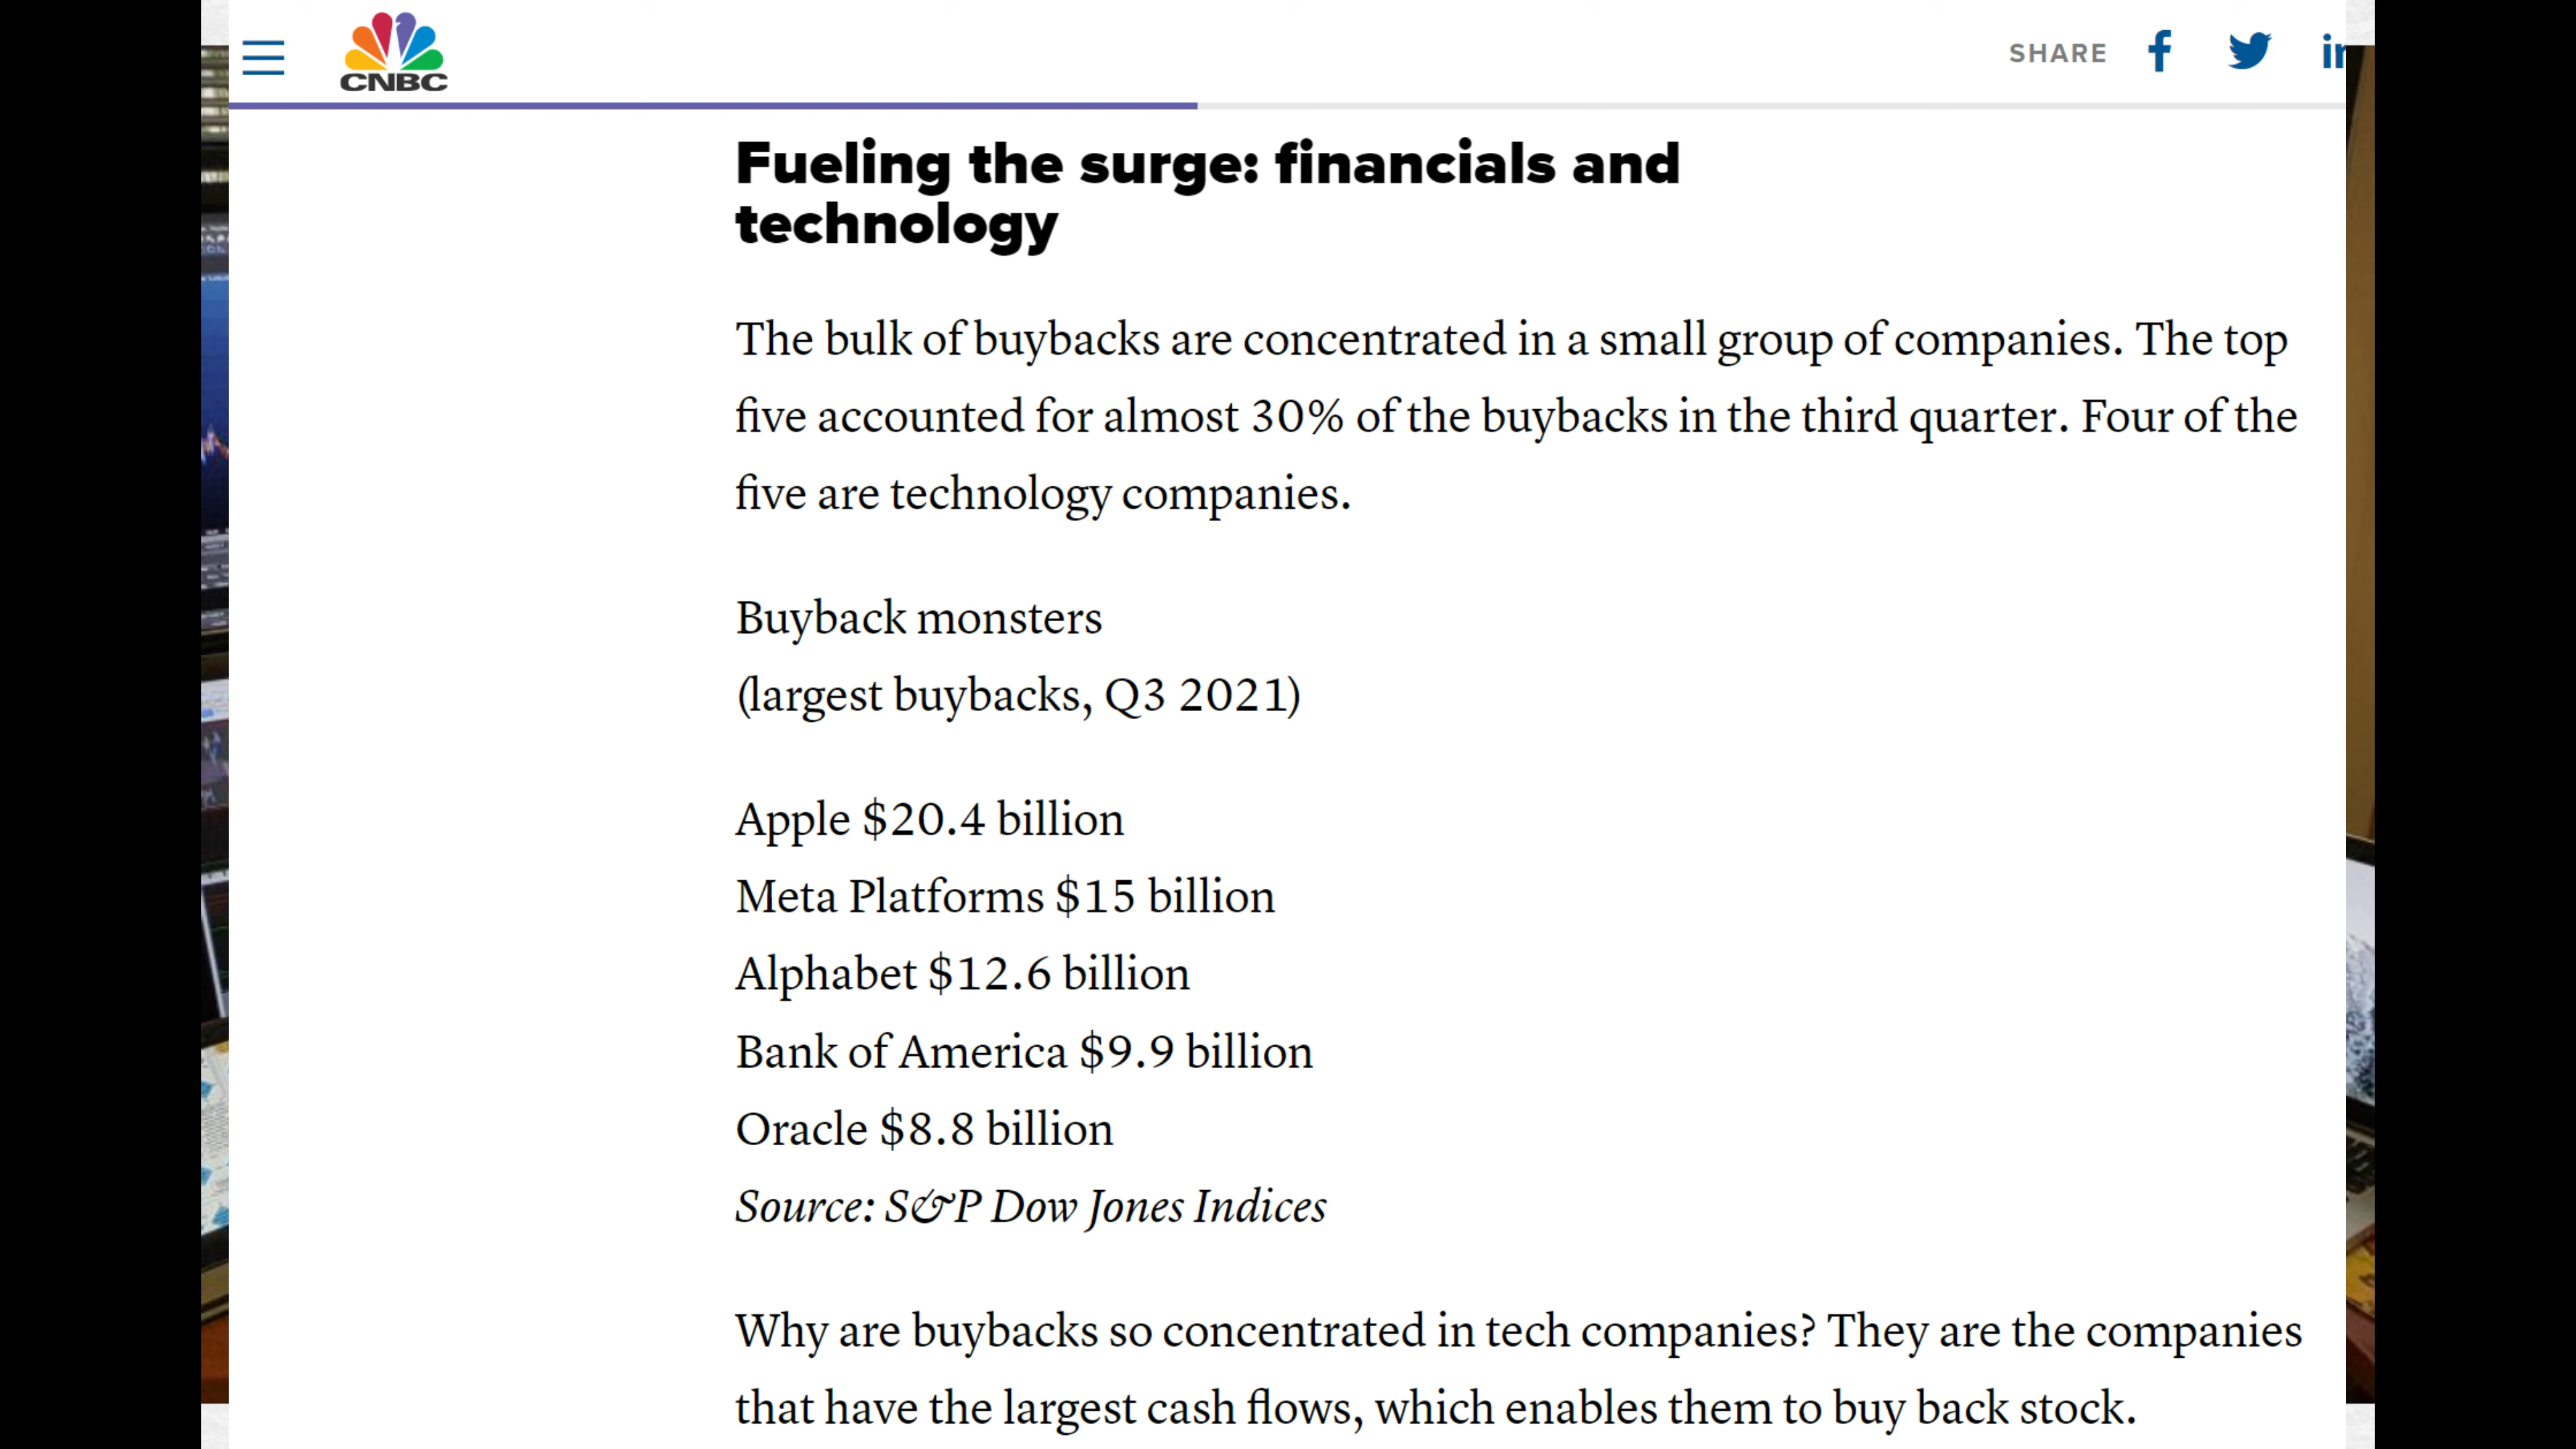 CNBC
SHARE
Fueling the surge: financials and
technology
The bulk of buybacks are concentrated in a small group of companies. The top
five accounted for almost 30% of the buybacks in the third quarter. Four of the
five are technology companies.
Buyback monsters
(largest buybacks, Q3 2021)
Apple $20.4 billion
Meta Platforms $15 billion
Alphabet $12.6 billion
Bank of America $9.9 billion
Oracle $8.8 billion
Source: S&P Dow Jones Indices
Why are buybacks so concentrated in tech companies? They are the companies
that have the largest cash flows, which enables them to buy back stock.